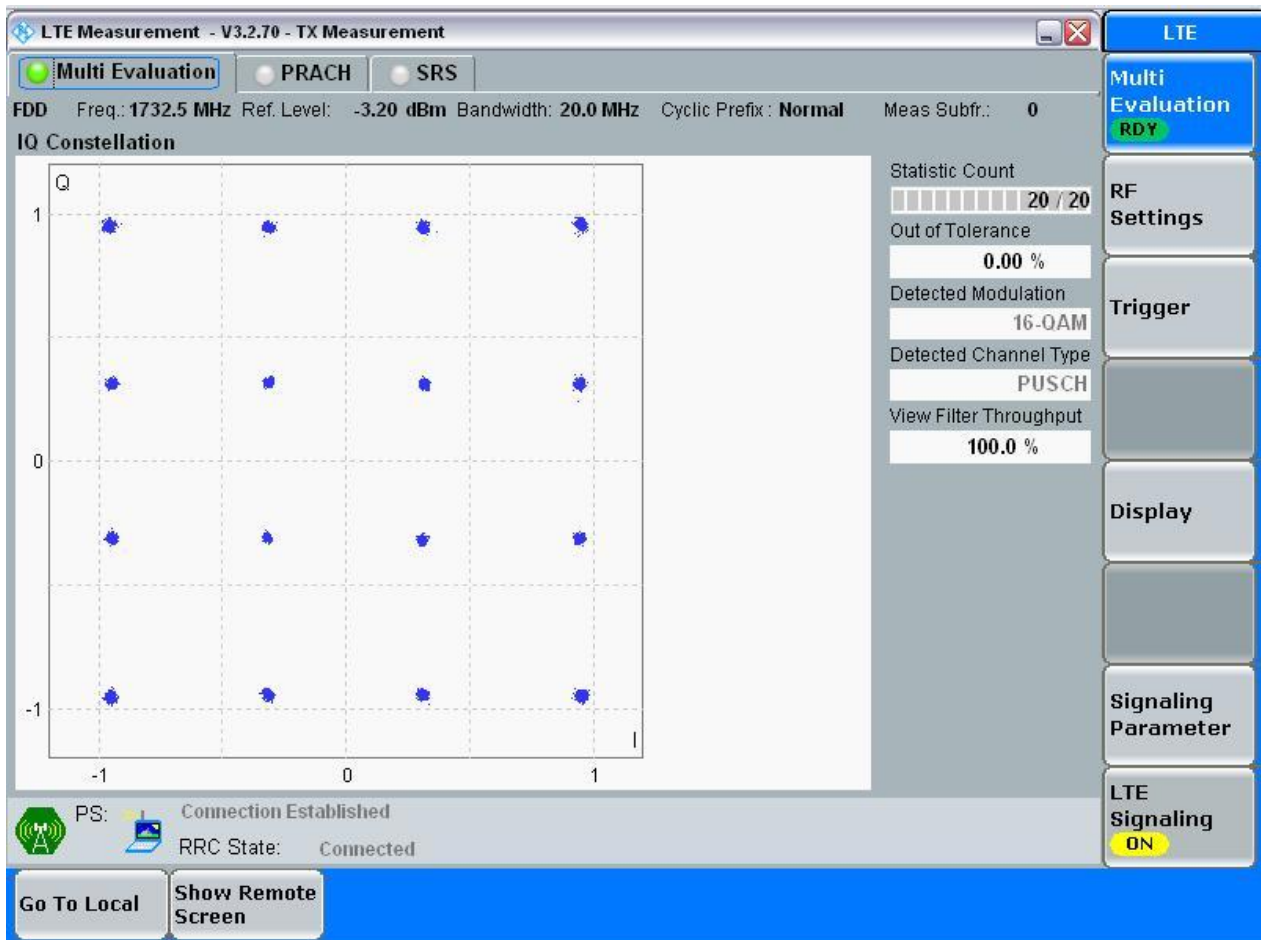 LTE Measurement - V3.2.70 - TX Measurement
LTE
Multi Evaluation PRACH SRS
FDD Freq.: 1732.5 MHz Ref. Level: -3.20 dBm Bandwidth: 20.0 MHz Cyclic Prefix : Normal Meas Subfr.: 0
IQ Constellation
Q
1
0
-1
I
-1 0 1
Statistic Count
20 / 20
Out of Tolerance
0.00 %
Detected Modulation
16-QAM
Detected Channel Type
PUSCH
View Filter Throughput
100.0 %
Multi
Evaluation
RDY
RF
Settings
Trigger
Display
Signaling
Parameter
LTE
Signaling
ON
PS: Connection Established
RRC State: Connected
Go To Local
Show Remote
Screen